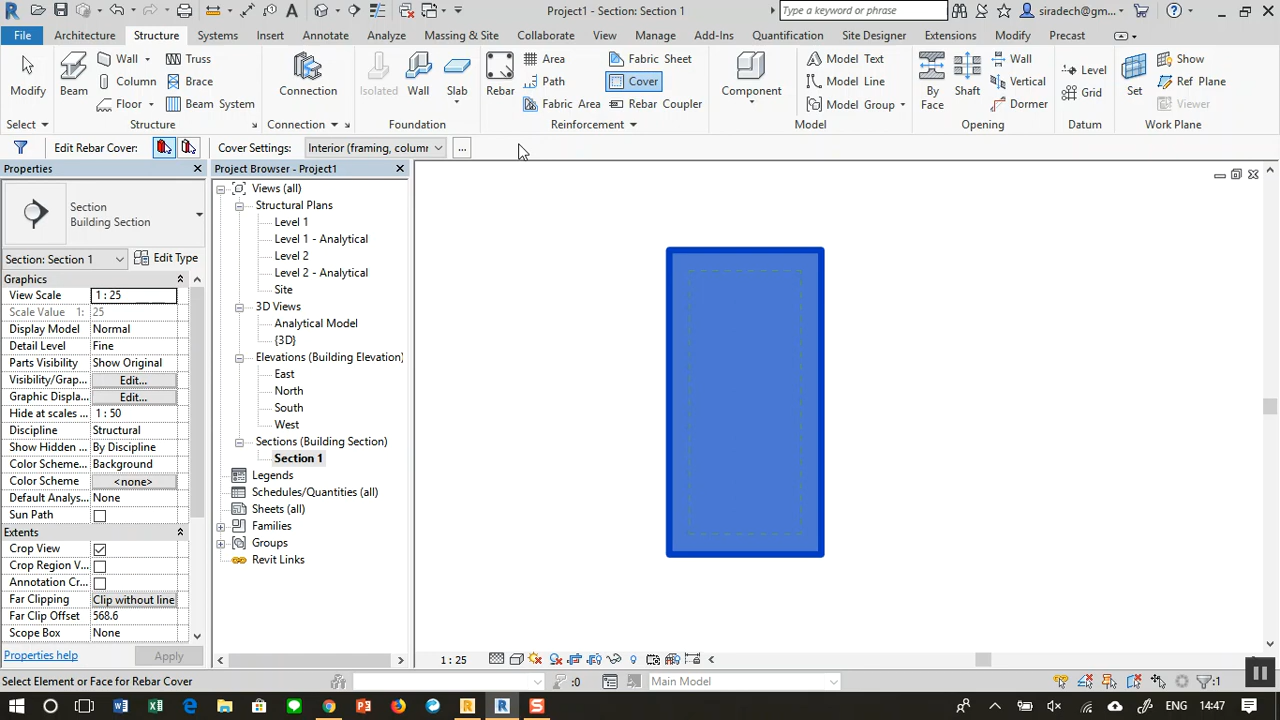 Project1 - Section: Section 1
Type a keyword or phrase
siradech@gm...
File Architecture Structure Systems Insert Annotate Analyze Massing & Site Collaborate View Manage Add-Ins Quantification Site Designer Extensions Modify Precast
Modify
Select
Beam
Wall
Column
Floor
Truss
Brace
Beam System
Structure
Connection
Connection
Isolated
Wall
Slab
Foundation
Rebar
Area
Path
Fabric Area
Fabric Sheet
Cover
Rebar Coupler
Reinforcement
Component
Model Text
Model Line
Model Group
Model
By
Face
Shaft
Wall
Vertical
Dormer
Opening
Level
Grid
Datum
Set
Show
Ref Plane
Viewer
Work Plane
Edit Rebar Cover:
Cover Settings:
Interior (framing, column
...
Properties
Section
Building Section
Section: Section 1
Edit Type
Graphics
View Scale 1 : 25
Scale Value 1: 25
Display Model Normal
Detail Level Fine
Parts Visibility Show Original
Visibility/Grap... Edit...
Graphic Displa... Edit...
Hide at scales ... 1 : 50
Discipline Structural
Show Hidden ... By Discipline
Color Scheme... Background
Color Scheme <none>
Default Analys... None
Sun Path
Extents
Crop View
Crop Region V...
Annotation Cr...
Far Clipping Clip without line
Far Clip Offset 568.6
Scope Box None
Properties help
Apply
Project Browser - Project1
Views (all)
Structural Plans
Level 1
Level 1 - Analytical
Level 2
Level 2 - Analytical
Site
3D Views
Analytical Model
{3D}
Elevations (Building Elevation)
East
North
South
West
Sections (Building Section)
Section 1
Legends
Schedules/Quantities (all)
Sheets (all)
Families
Groups
Revit Links
1 : 25
Select Element or Face for Rebar Cover
:0
Main Model
:1
ENG 14:47